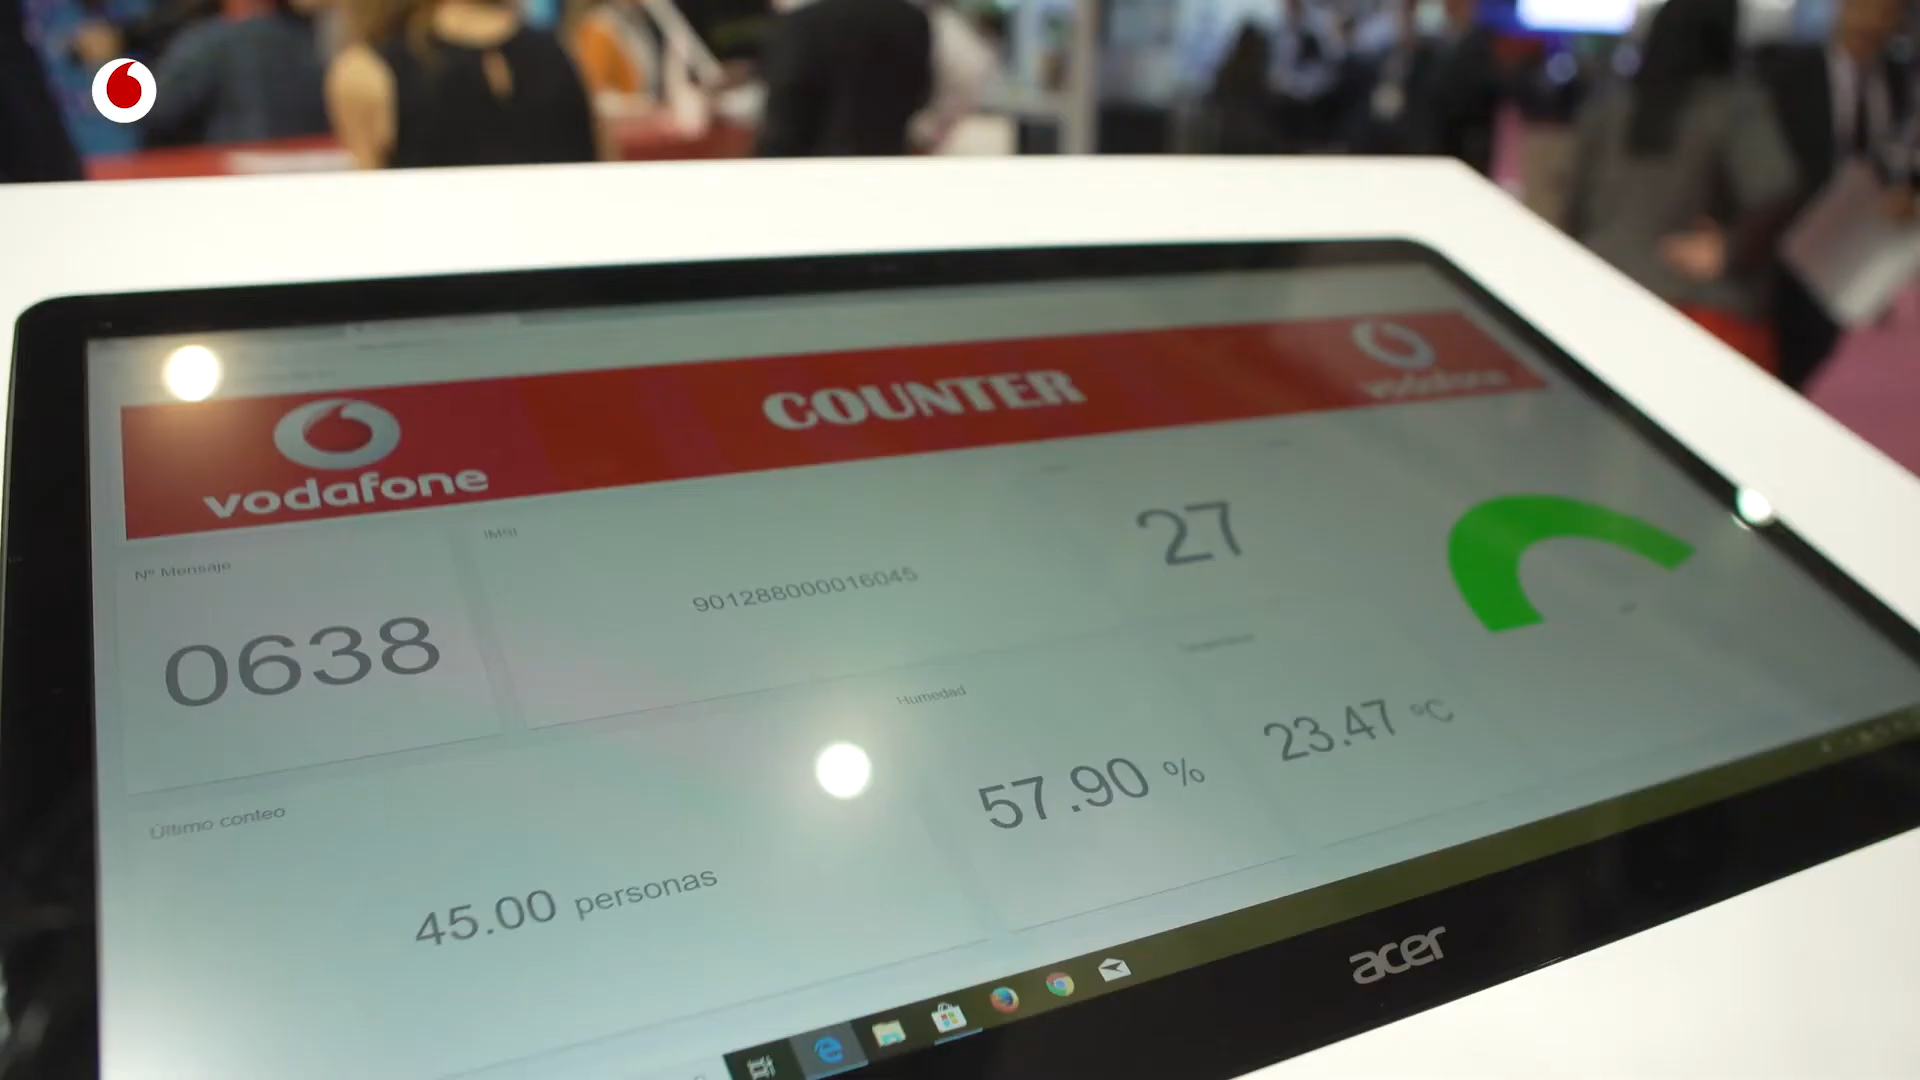 vodafone
COUNTER
vodafone
Nº Mensaje
0638
IMSI
901288000016045
27
Último conteo
45.00 personas
Humedad
57.90 %
23.47 °C
acer